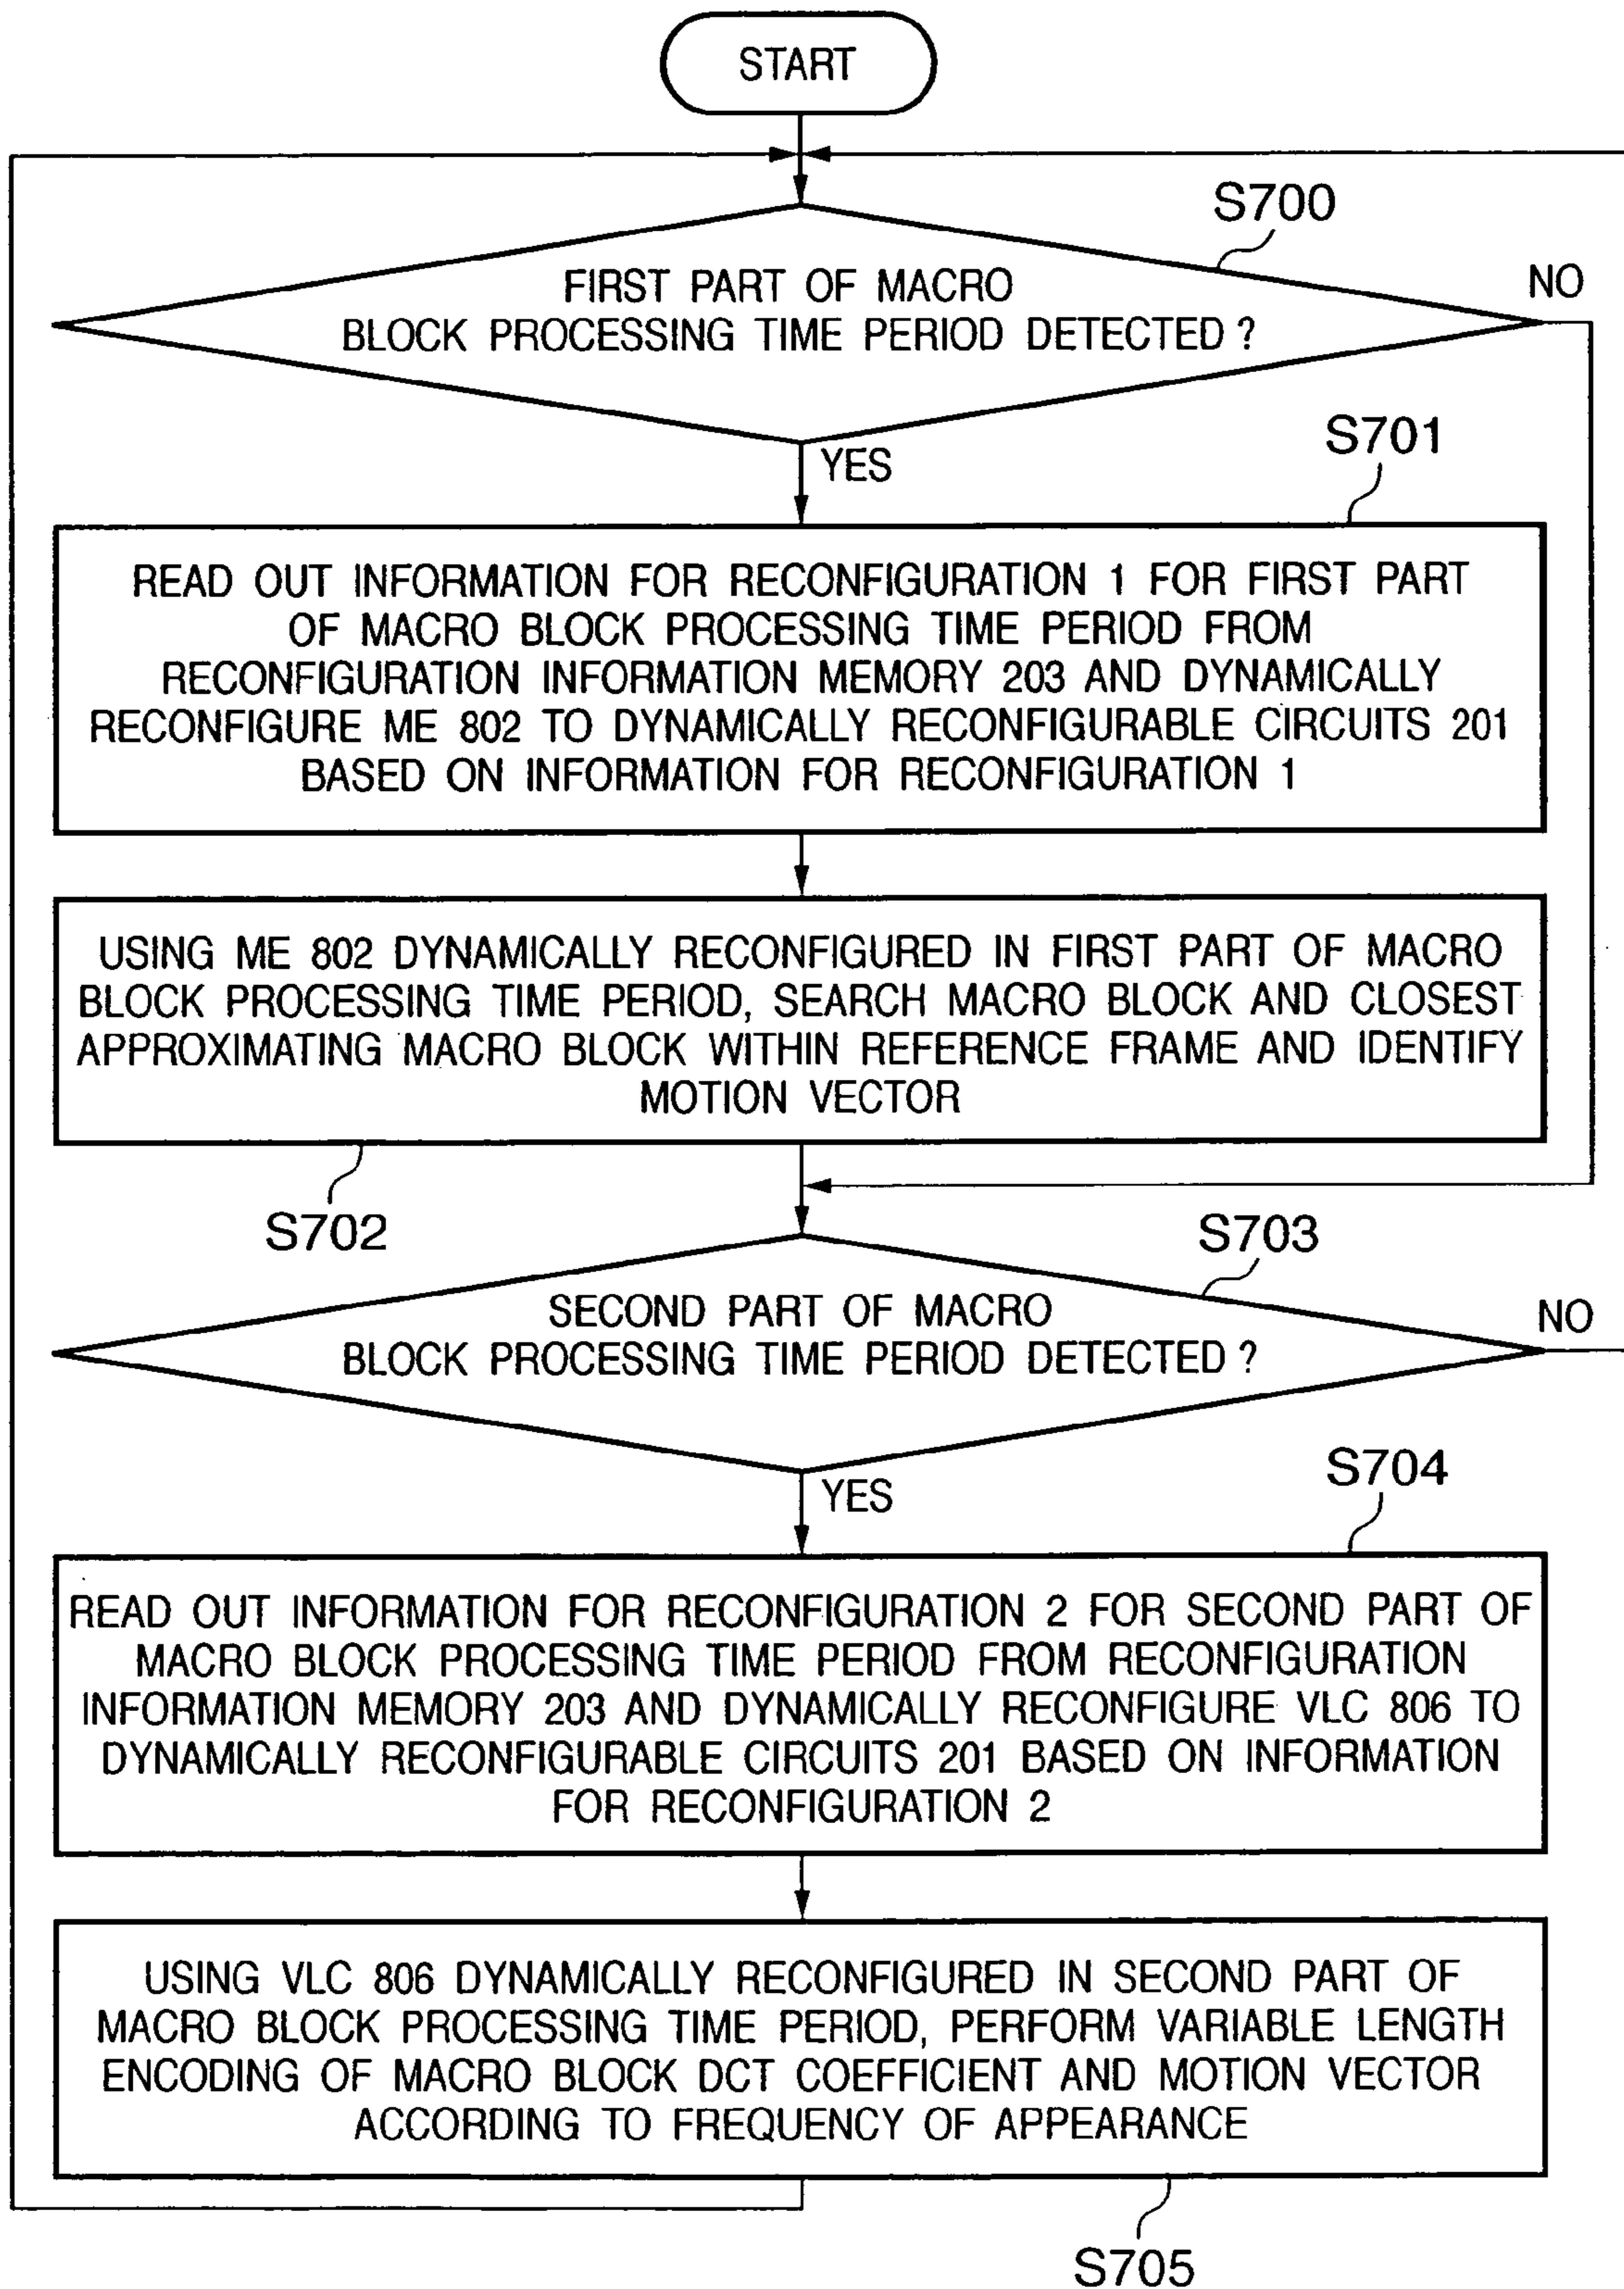 START
S700
FIRST PART OF MACRO
BLOCK PROCESSING TIME PERIOD DETECTED ?
NO
YES
S701
READ OUT INFORMATION FOR RECONFIGURATION 1 FOR FIRST PART
OF MACRO BLOCK PROCESSING TIME PERIOD FROM
RECONFIGURATION INFORMATION MEMORY 203 AND DYNAMICALLY
RECONFIGURE ME 802 TO DYNAMICALLY RECONFIGURABLE CIRCUITS 201
BASED ON INFORMATION FOR RECONFIGURATION 1
USING ME 802 DYNAMICALLY RECONFIGURED IN FIRST PART OF MACRO
BLOCK PROCESSING TIME PERIOD, SEARCH MACRO BLOCK AND CLOSEST
APPROXIMATING MACRO BLOCK WITHIN REFERENCE FRAME AND IDENTIFY
MOTION VECTOR
S702
S703
SECOND PART OF MACRO
BLOCK PROCESSING TIME PERIOD DETECTED ?
NO
YES
S704
READ OUT INFORMATION FOR RECONFIGURATION 2 FOR SECOND PART OF
MACRO BLOCK PROCESSING TIME PERIOD FROM RECONFIGURATION
INFORMATION MEMORY 203 AND DYNAMICALLY RECONFIGURE VLC 806 TO
DYNAMICALLY RECONFIGURABLE CIRCUITS 201 BASED ON INFORMATION
FOR RECONFIGURATION 2
USING VLC 806 DYNAMICALLY RECONFIGURED IN SECOND PART OF
MACRO BLOCK PROCESSING TIME PERIOD, PERFORM VARIABLE LENGTH
ENCODING OF MACRO BLOCK DCT COEFFICIENT AND MOTION VECTOR
ACCORDING TO FREQUENCY OF APPEARANCE
S705